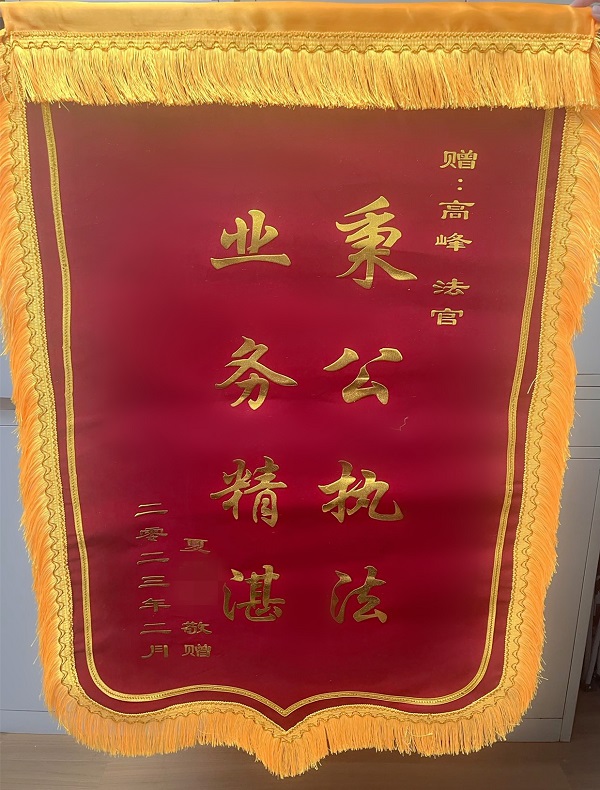 赠：高峰 法官
秉公执法
业务精湛
夏 敬赠
二零二三年二月